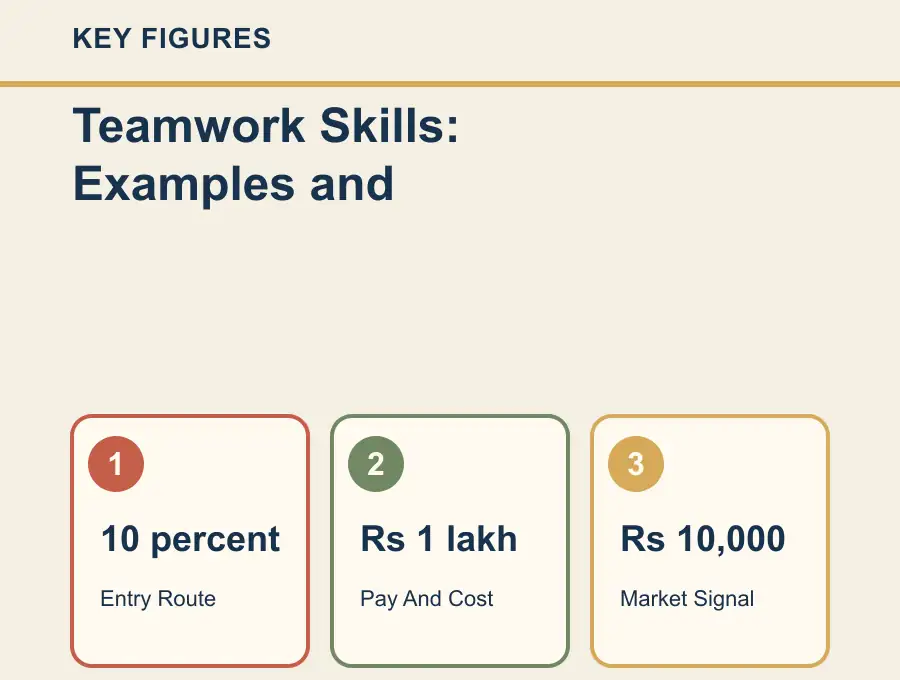 KEY FIGURES
Teamwork Skills:
Examples and
1
10 percent
Entry Route
2
Rs 1 lakh
Pay And Cost
3
Rs 10,000
Market Signal